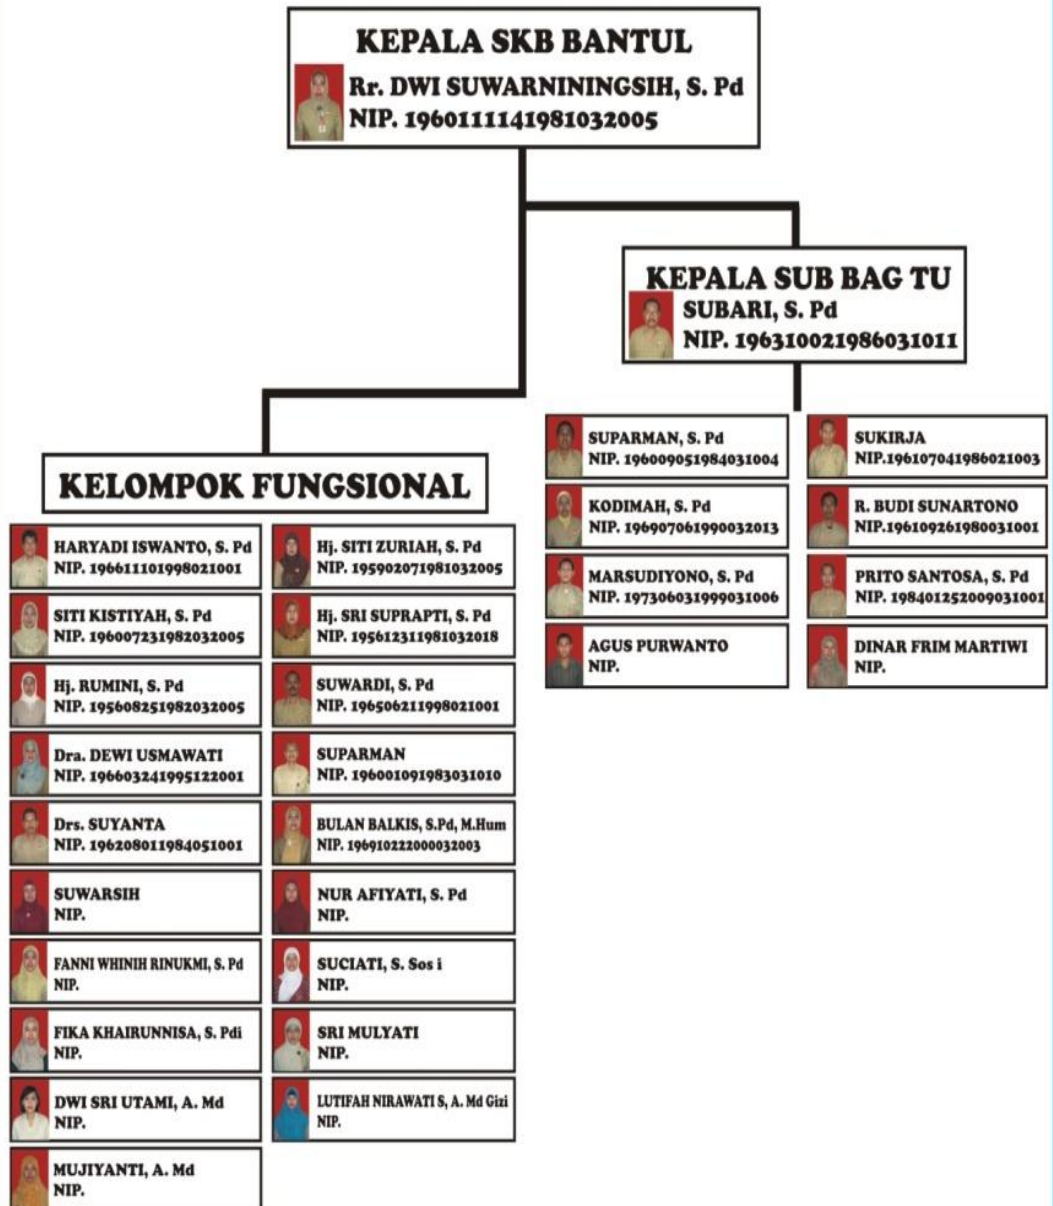 KEPALA SKB BANTUL
Rr. DWI SUWARNININGSIH, S. Pd
NIP. 1960111141981032005
KEPALA SUB BAG TU
SUBARI, S. Pd
NIP. 196310021986031011
SUPARMAN, S. Pd
NIP. 196009051984031004
SUKIRJA
NIP.196107041986021003
KODIMAH, S. Pd
NIP. 196907061990032013
R. BUDI SUNARTONO
NIP.196109261980031001
MARSUDIYONO, S. Pd
NIP. 197306031999031006
PRITO SANTOSA, S. Pd
NIP. 198401252009031001
AGUS PURWANTO
NIP.
DINAR FRIM MARTIWI
NIP.
KELOMPOK FUNGSIONAL
HARYADI ISWANTO, S. Pd
NIP. 196611101998021001
Hj. SITI ZURIAH, S. Pd
NIP. 195902071981032005
SITI KISTIYAH, S. Pd
NIP. 196007231982032005
Hj. SRI SUPRAPTI, S. Pd
NIP. 195612311981032018
Hj. RUMINI, S. Pd
NIP. 195608251982032005
SUWARDI, S. Pd
NIP. 196506211998021001
Dra. DEWI USMAWATI
NIP. 196603241995122001
SUPARMAN
NIP. 196001091983031010
Drs. SUYANTA
NIP. 196208011984051001
BULAN BALKIS, S.Pd, M.Hum
NIP. 196910222000032003
SUWARSIH
NIP.
NUR AFIYATI, S. Pd
NIP.
FANNI WHINIH RINUKMI, S. Pd
NIP.
SUCIATI, S. Sos i
NIP.
FIKA KHAIRUNNISA, S. Pdi
NIP.
SRI MULYATI
NIP.
DWI SRI UTAMI, A. Md
NIP.
LUTIFAH NIRAWATI S, A. Md Gizi
NIP.
MUJIYANTI, A. Md
NIP.